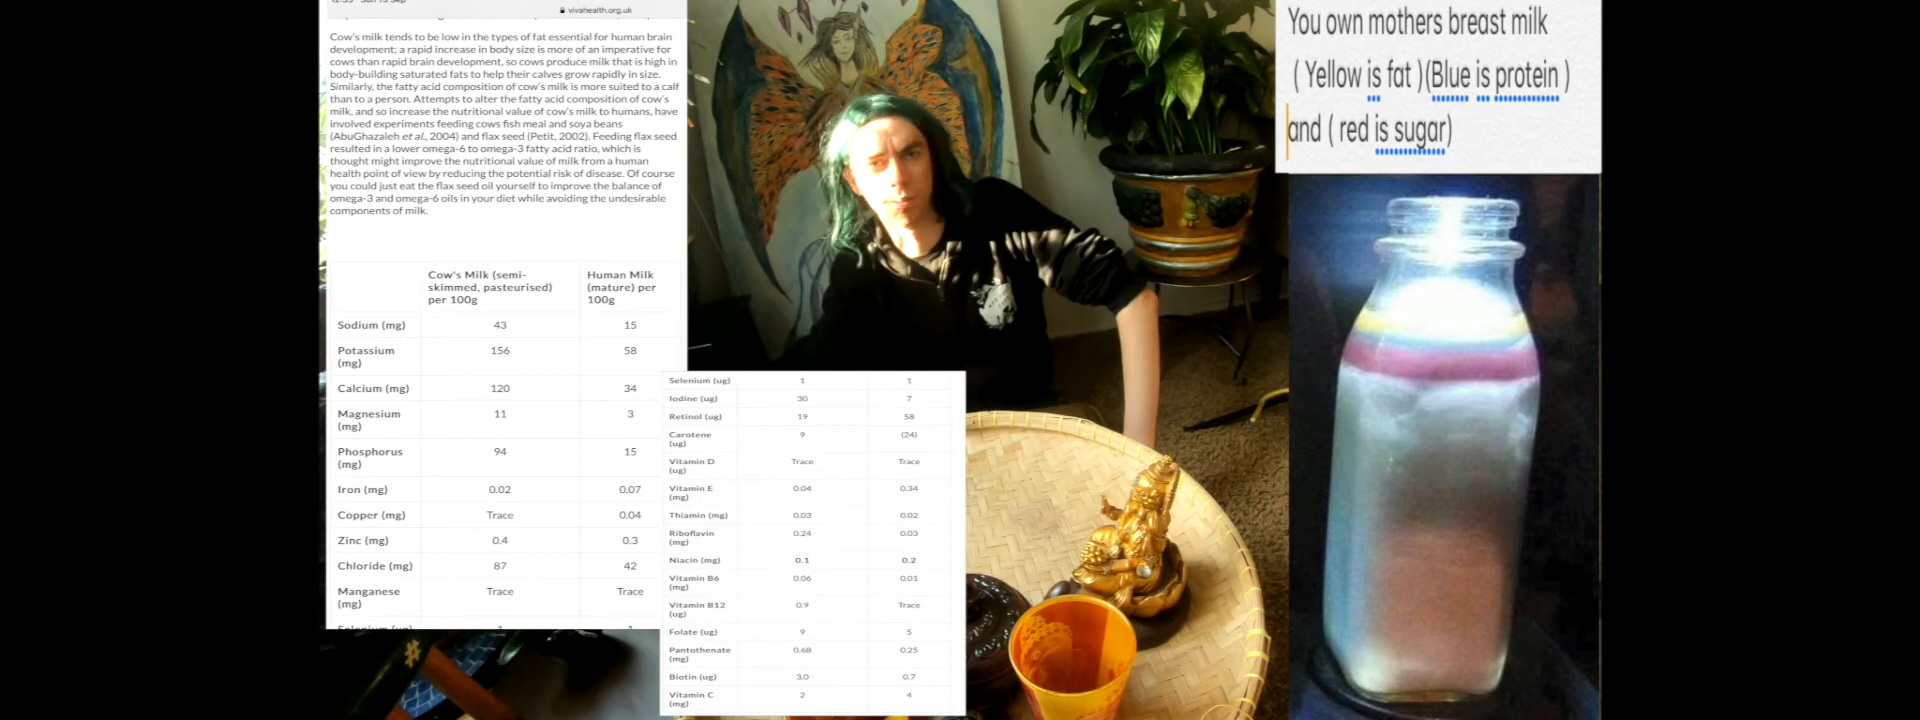 vivahealth.org.uk
Cow's milk tends to be low in the types of fat essential for human brain
development; a rapid increase in body size is more of an imperative for
cows than rapid brain development, so cows produce milk that is high in
body-building saturated fats to help their calves grow rapidly in size.
Similarly, the fatty acid composition of cow's milk is more suited to a calf
than to a person. Attempts to alter the fatty acid composition of cow's
milk, and so increase the nutritional value of cow's milk to humans, have
involved experiments feeding cows fish meal and soya beans
(AbuGhazaleh et al., 2004) and flax seed (Petit, 2002). Feeding flax seed
resulted in a lower omega-6 to omega-3 fatty acid ratio, which is
thought might improve the nutritional value of milk from a human
health point of view by reducing the potential risk of disease. Of course
you could just eat the flax seed oil yourself to improve the balance of
omega-3 and omega-6 oils in your diet while avoiding the undesirable
components of milk.
Cow's Milk (semi-
skimmed, pasteurised)
per 100g
Human Milk
(mature) per
100g
Sodium (mg) 43 15
Potassium
(mg) 156 58
Calcium (mg) 120 34
Magnesium
(mg) 11 3
Phosphorus
(mg) 94 15
Iron (mg) 0.02 0.07
Copper (mg) Trace 0.04
Zinc (mg) 0.4 0.3
Chloride (mg) 87 42
Manganese
(mg) Trace Trace
Selenium (ug) 1 1
Iodine (ug) 30 7
Retinol (ug) 19 58
Carotene
(ug) 9 (24)
Vitamin D
(ug) Trace Trace
Vitamin E
(mg) 0.04 0.34
Thiamin (mg) 0.03 0.02
Riboflavin
(mg) 0.24 0.03
Niacin (mg) 0.1 0.2
Vitamin B6
(mg) 0.06 0.01
Vitamin B12
(ug) 0.9 Trace
Folate (ug) 9 5
Pantothenate
(mg) 0.68 0.25
Biotin (ug) 3.0 0.7
Vitamin C
(mg) 2 4
You own mothers breast milk
( Yellow is fat )(Blue is protein )
and ( red is sugar)